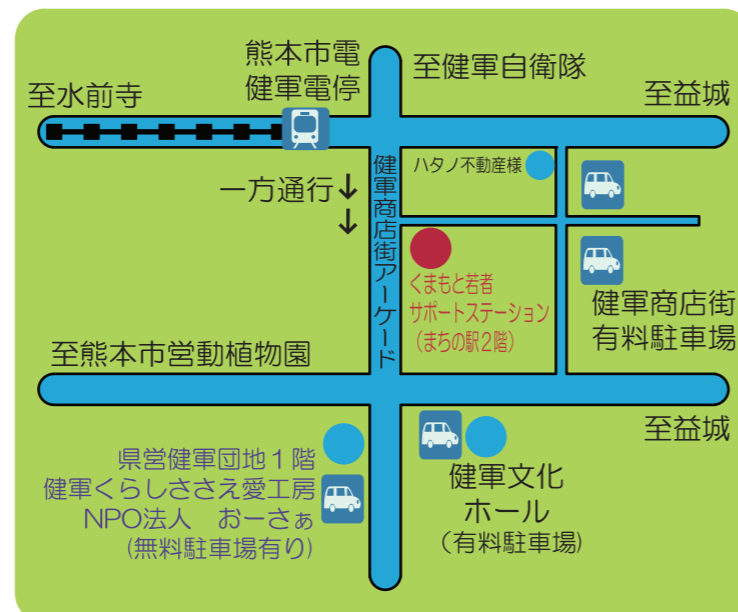 熊本市電
健軍電停
至健軍自衛隊
至水前寺
至益城
ハタノ不動産様
一方通行
健軍商店街アーケード
くまもと若者
サポートステーション
（まちの駅２階）
健軍商店街
有料駐車場
至熊本市営動植物園
至益城
県営健軍団地１階
健軍くらしささえ愛工房
NPO法人　おーさぁ
(無料駐車場有り)
健軍文化
ホール
（有料駐車場）